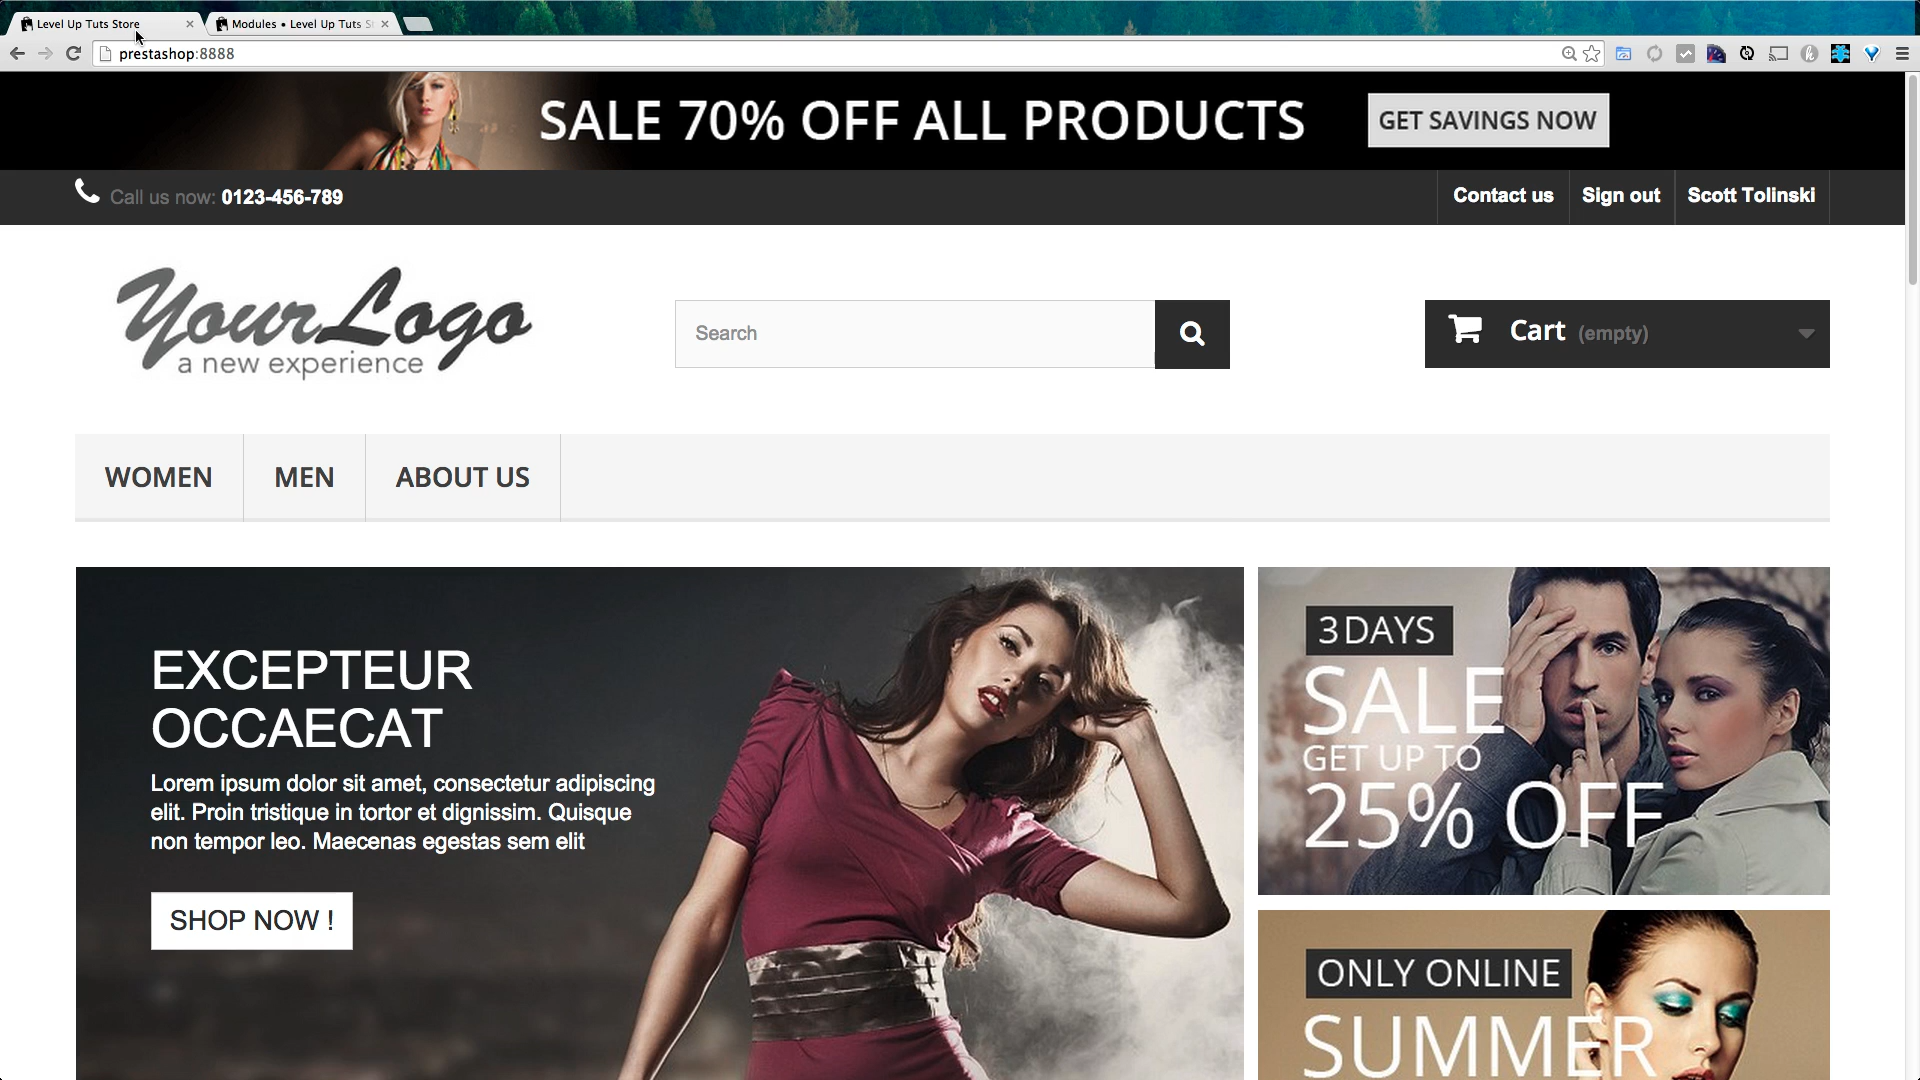 Level Up Tuts Store
Modules • Level Up Tuts
prestashop:8888
SALE 70% OFF ALL PRODUCTS
GET SAVINGS NOW
Call us now: 0123-456-789
Contact us
Sign out
Scott Tolinski
YourLogo
a new experience
Search
Cart (empty)
WOMEN
MEN
ABOUT US
EXCEPTEUR
OCCAECAT
Lorem ipsum dolor sit amet, consectetur adipiscing
elit. Proin tristique in tortor et dignissim. Quisque
non tempor leo. Maecenas egestas sem elit
SHOP NOW !
3 DAYS
SALE
GET UP TO
25% OFF
ONLY ONLINE
SUMMER